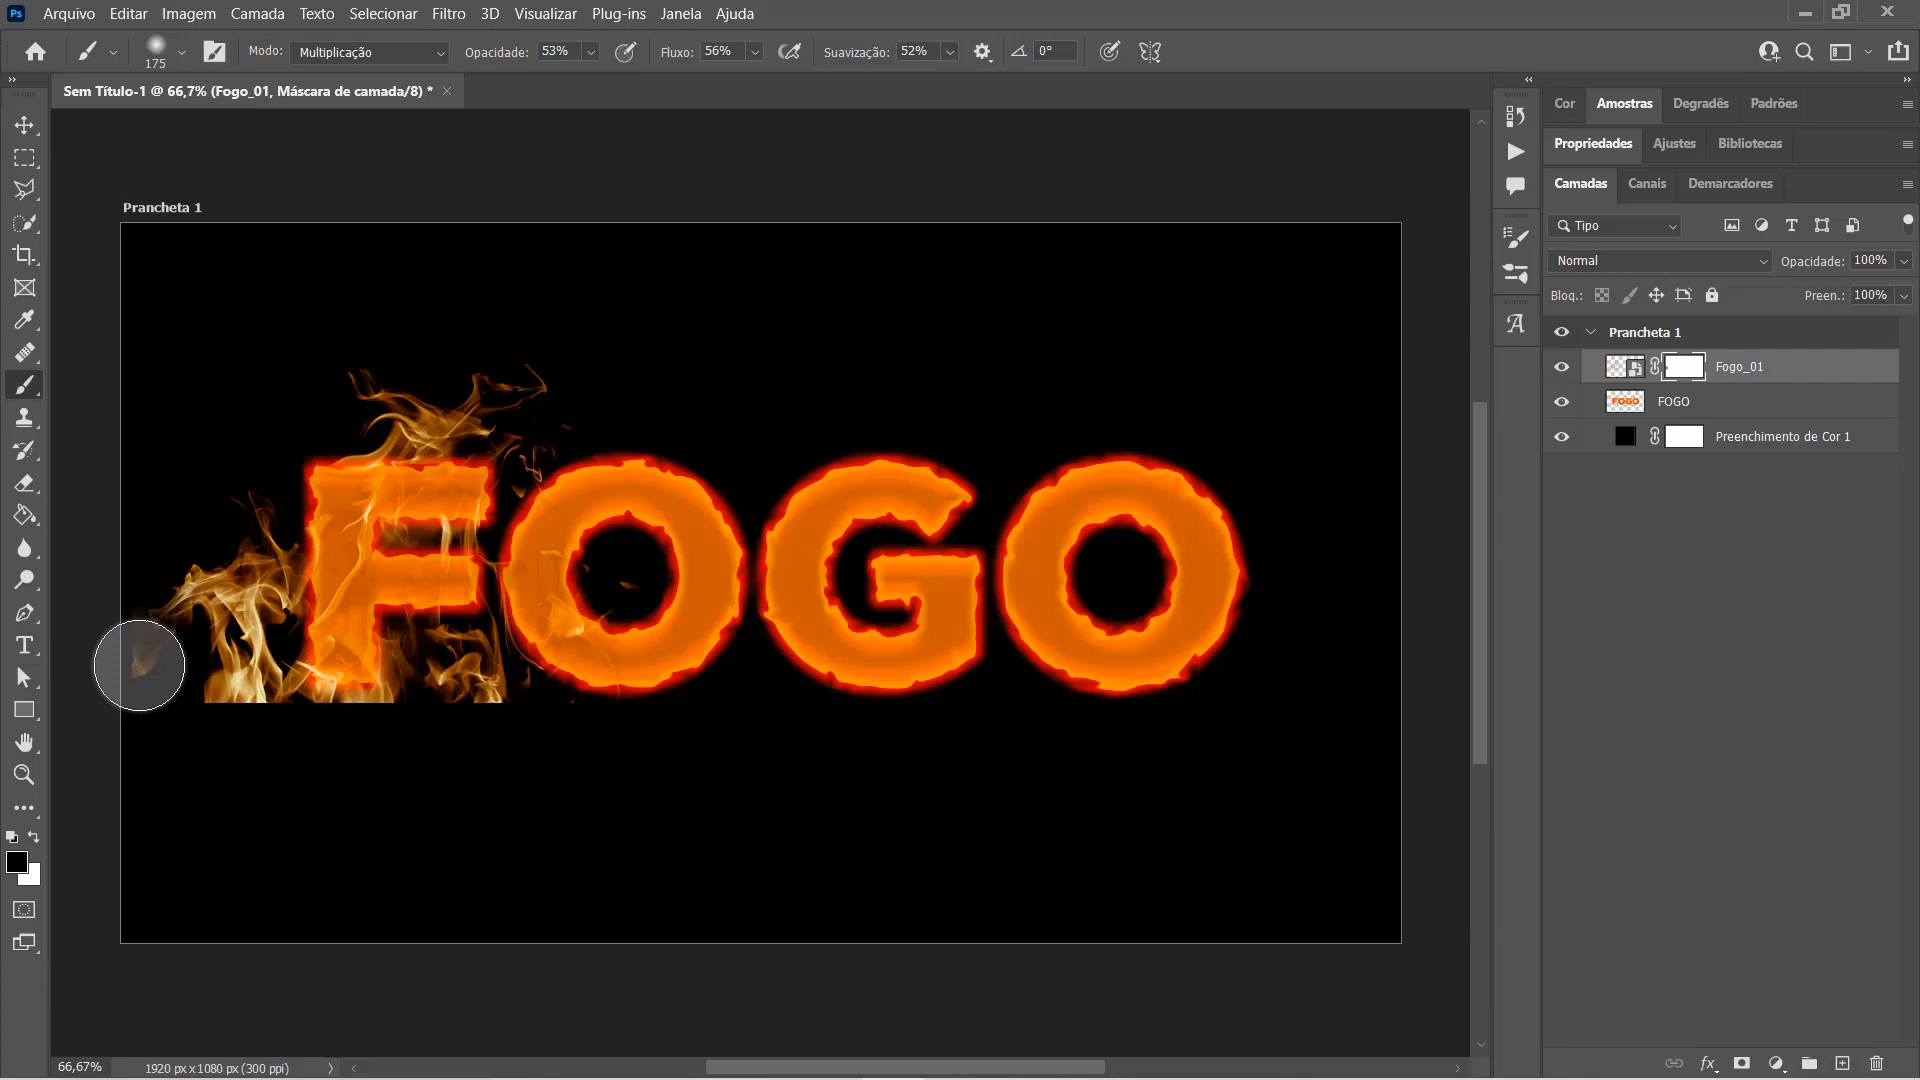 Ps Arquivo Editar Imagem Camada Texto Selecionar Filtro 3D Visualizar Plug-ins Janela Ajuda
175 Modo: Multiplicação Opacidade: 53% Fluxo: 56% Suavização: 52% 0°
Sem Título-1 @ 66,7% (Fogo_01, Máscara de camada/8) *
Cor Amostras Degradês Padrões
Propriedades Ajustes Bibliotecas
Camadas Canais Demarcadores
Prancheta 1
Tipo
Normal Opacidade: 100%
Bloq.: Preen.: 100%
Prancheta 1
Fogo_01
FOGO FOGO
Preenchimento de Cor 1
FOGO
66,67% 1920 px x 1080 px (300 ppi)
fx